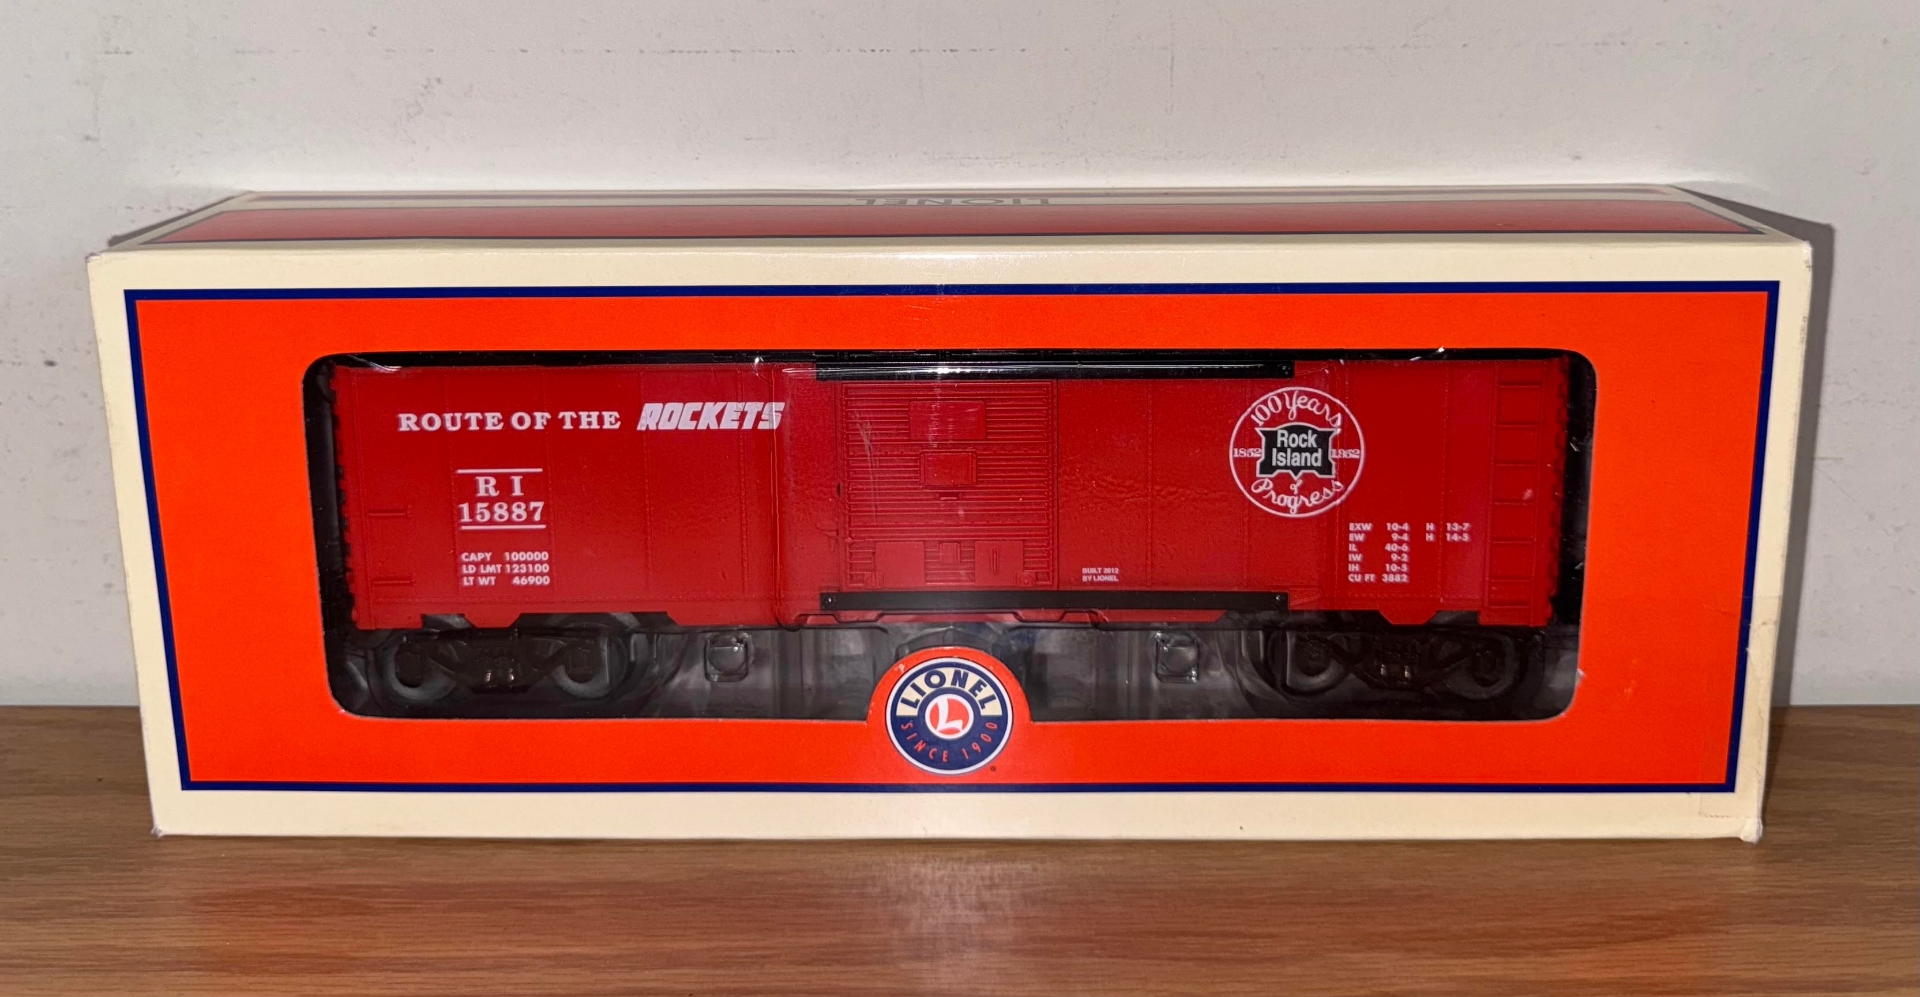 LIONEL
ROUTE OF THE ROCKETS
R I
15887
CAPY 100000
LD LMT 123100
LT WT 46900
BUILT 2012
BY LIONEL
100 Years
1852 Rock Island 1952
of
Progress
EXW 10-4 H 13-7
EW 9-4 H 14-5
IL 40-6
IW 9-2
IH 10-5
CU FT 3882
LIONEL
L
SINCE 1900